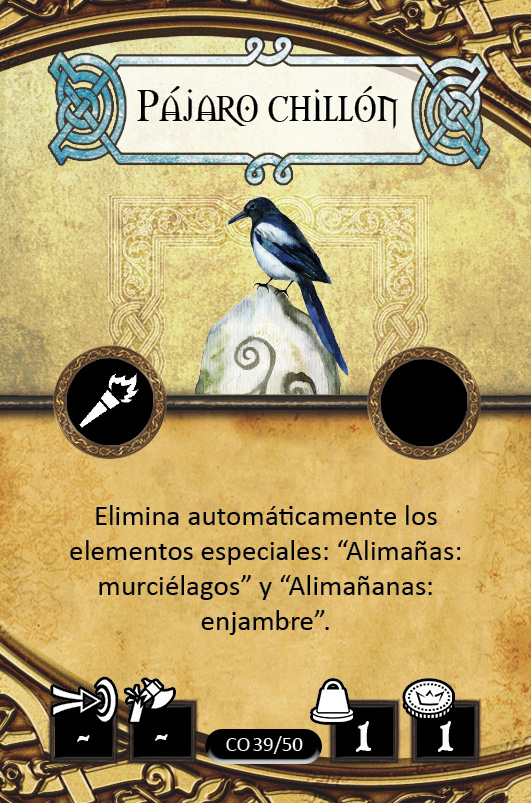 Pájaro chillón
Elimina automáticamente los
elementos especiales: “Alimañas:
murciélagos” y “Alimañanas:
enjambre”.
~ ~ CO 39/50 1 1